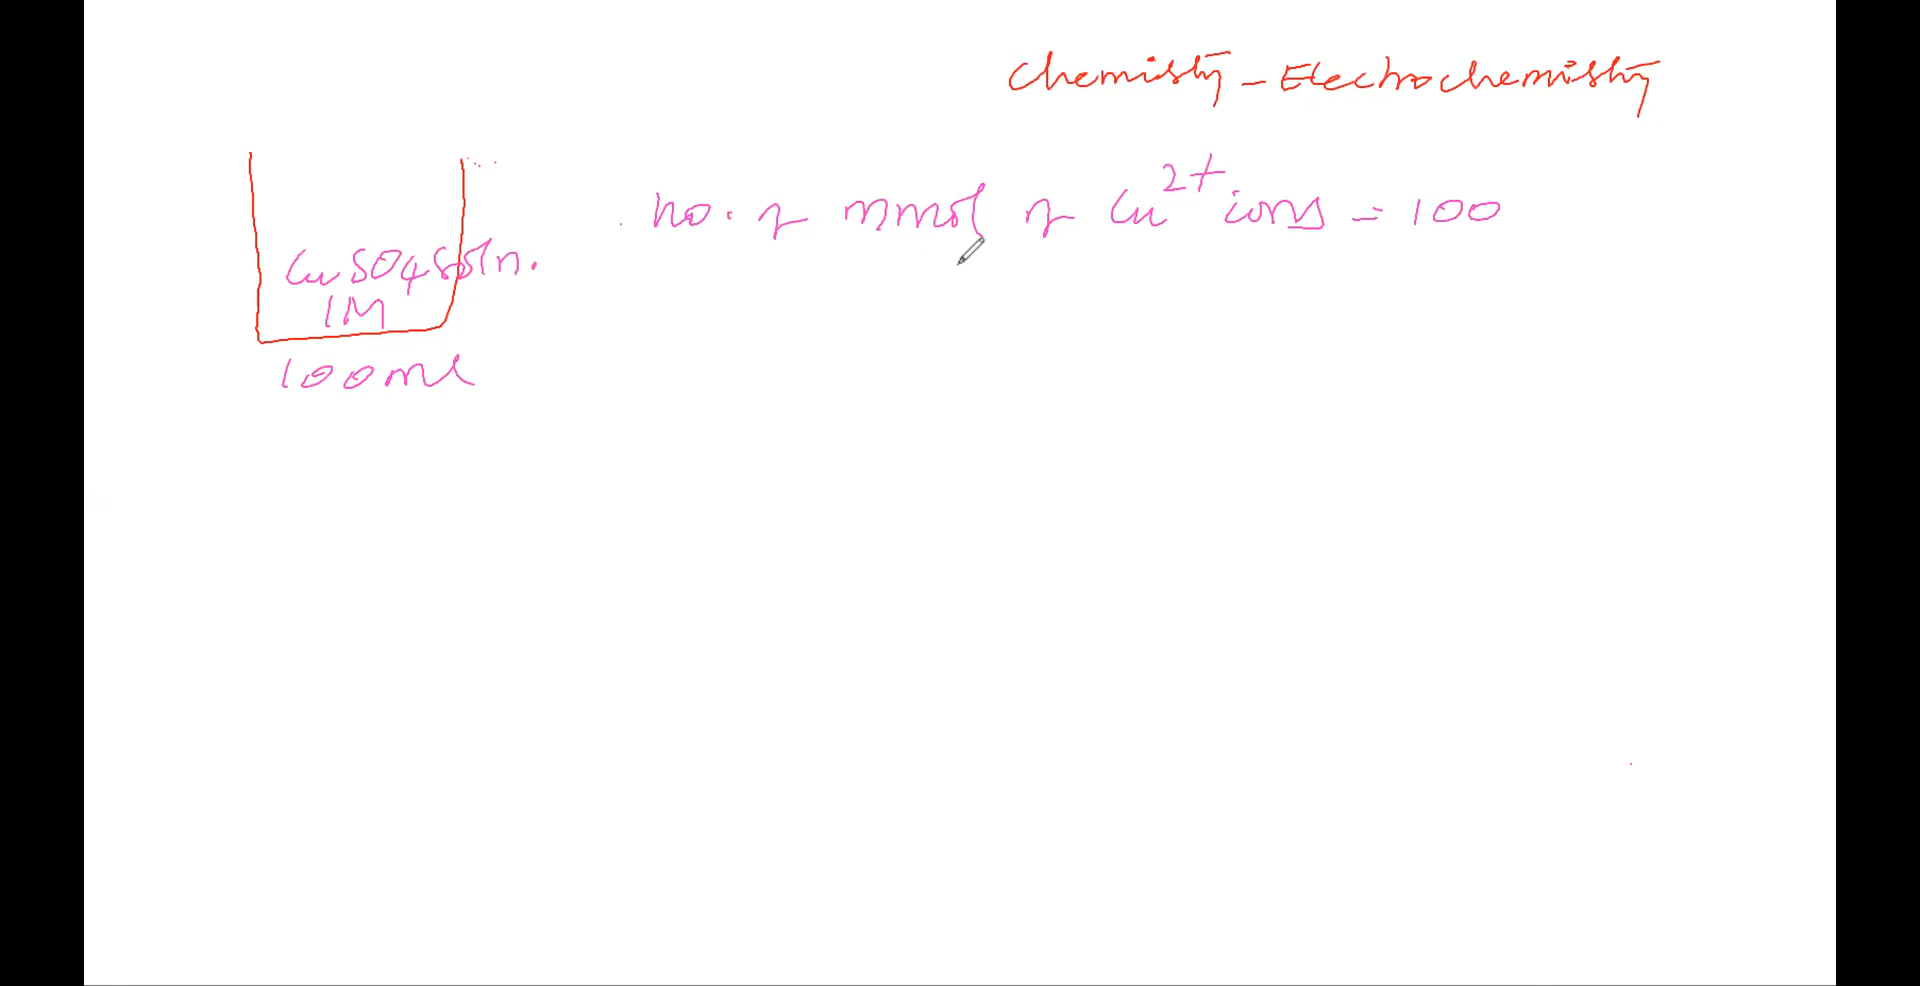 Chemistry - Electrochemistry
no. of mmol of Cu²⁺ ions = 100
CuSO4 soln.
1M
100ml